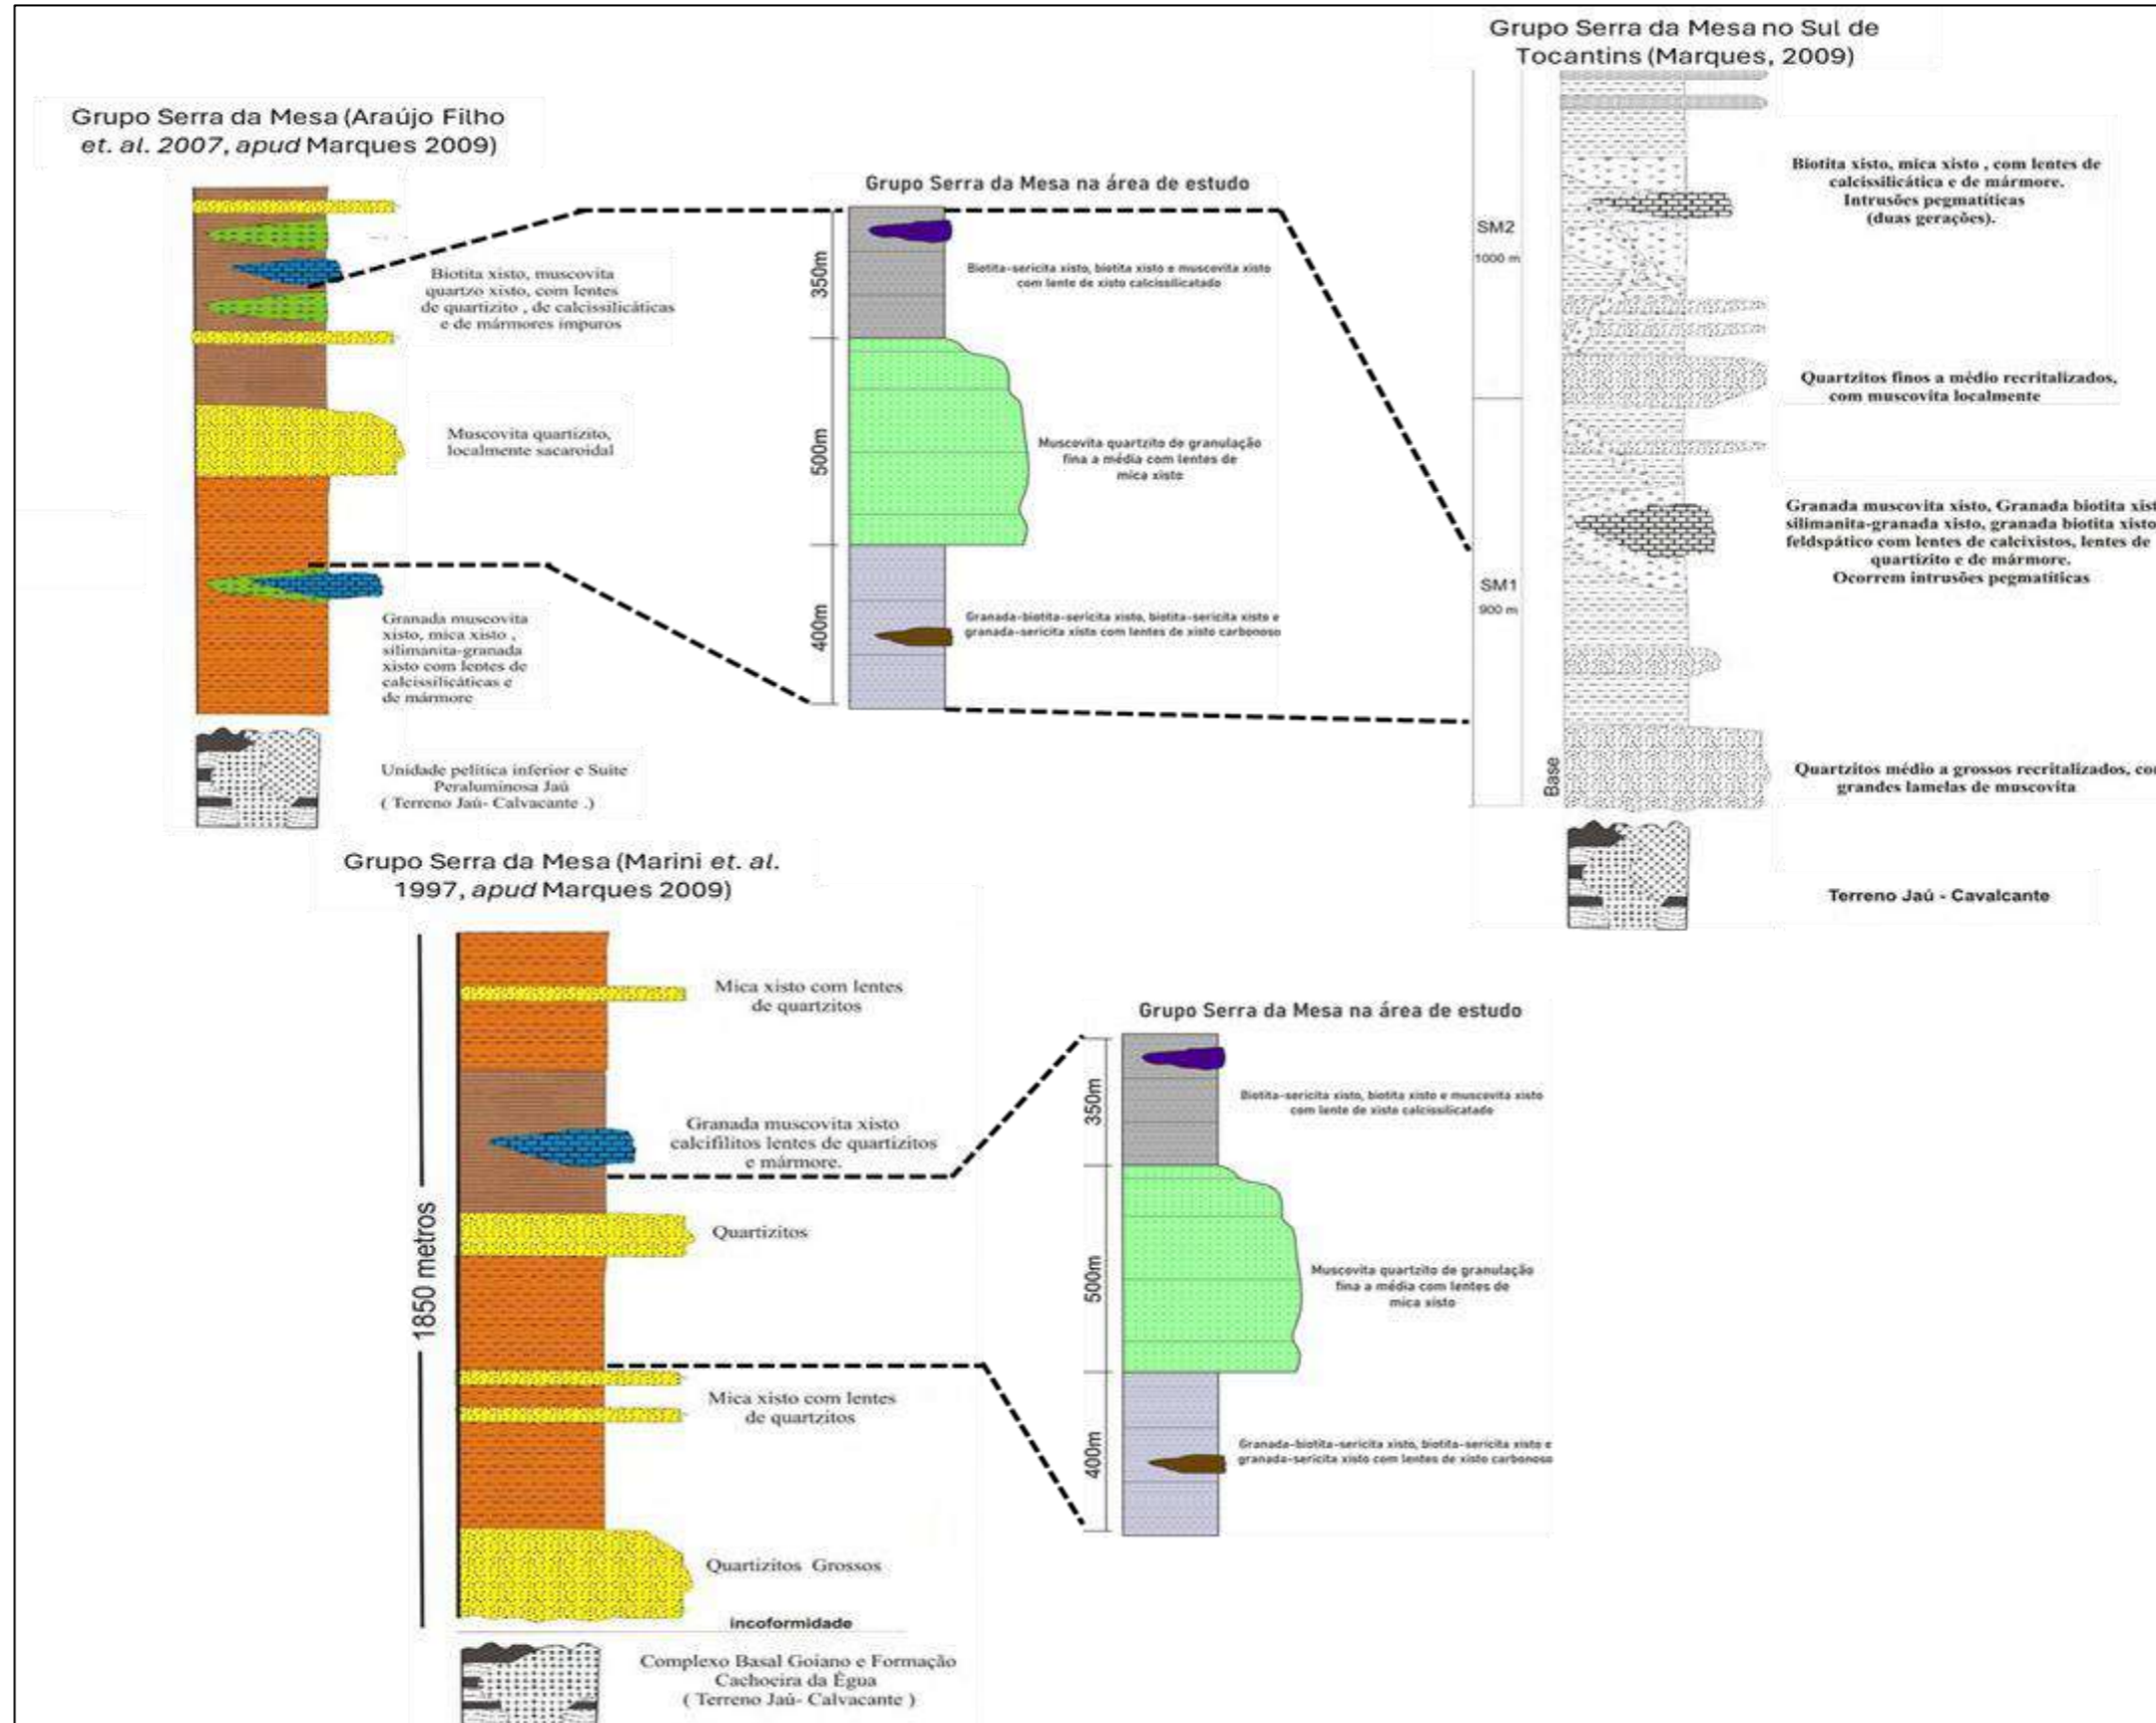 Grupo Serra da Mesa (Araújo Filho
et. al. 2007, apud Marques 2009)
Biotita xisto, muscovita
quartzo xisto, com lentes
de quartizito , de calcissilicáticas
e de mármores impuros
Muscovita quartizito,
localmente sacaroidal
Granada muscovita
xisto, mica xisto ,
silimanita-granada
xisto com lentes de
calcissilicáticas e
de mármore
Unidade pelítica inferior e Suite
Peraluminosa Jaú
( Terreno Jaú- Calvacante .)
Grupo Serra da Mesa na área de estudo
350m
Biotita-sericita xisto, biotita xisto e muscovita xisto
com lente de xisto calcissilicatado
500m
Muscovita quartzito de granulação
fina a média com lentes de
mica xisto
400m
Granada-biotita-sericita xisto, biotita-sericita xisto e
granada-sericita xisto com lentes de xisto carbonoso
Grupo Serra da Mesa no Sul de
Tocantins (Marques, 2009)
SM2
1000 m
Biotita xisto, mica xisto , com lentes de
calcissilicática e de mármore.
Intrusões pegmatíticas
(duas gerações).
Quartzitos finos a médio recritalizados,
com muscovita localmente
SM1
900 m
Granada muscovita xisto, Granada biotita xist
silimanita-granada xisto, granada biotita xisto
feldspático com lentes de calcixistos, lentes de
quartizito e de mármore.
Ocorrem intrusões pegmatíticas
Base
Quartzitos médio a grossos recritalizados, co
grandes lamelas de muscovita
Terreno Jaú - Cavalcante
Grupo Serra da Mesa (Marini et. al.
1997, apud Marques 2009)
1850 metros
Mica xisto com lentes
de quartzitos
Granada muscovita xisto
calcifilitos lentes de quartizitos
e mármore.
Quartizitos
Mica xisto com lentes
de quartzitos
Quartizitos Grossos
incoformidade
Complexo Basal Goiano e Formação
Cachoeira da Égua
( Terreno Jaú- Calvacante )
Grupo Serra da Mesa na área de estudo
350m
Biotita-sericita xisto, biotita xisto e muscovita xisto
com lente de xisto calcissilicatado
500m
Muscovita quartzito de granulação
fina a média com lentes de
mica xisto
400m
Granada-biotita-sericita xisto, biotita-sericita xisto e
granada-sericita xisto com lentes de xisto carbonoso